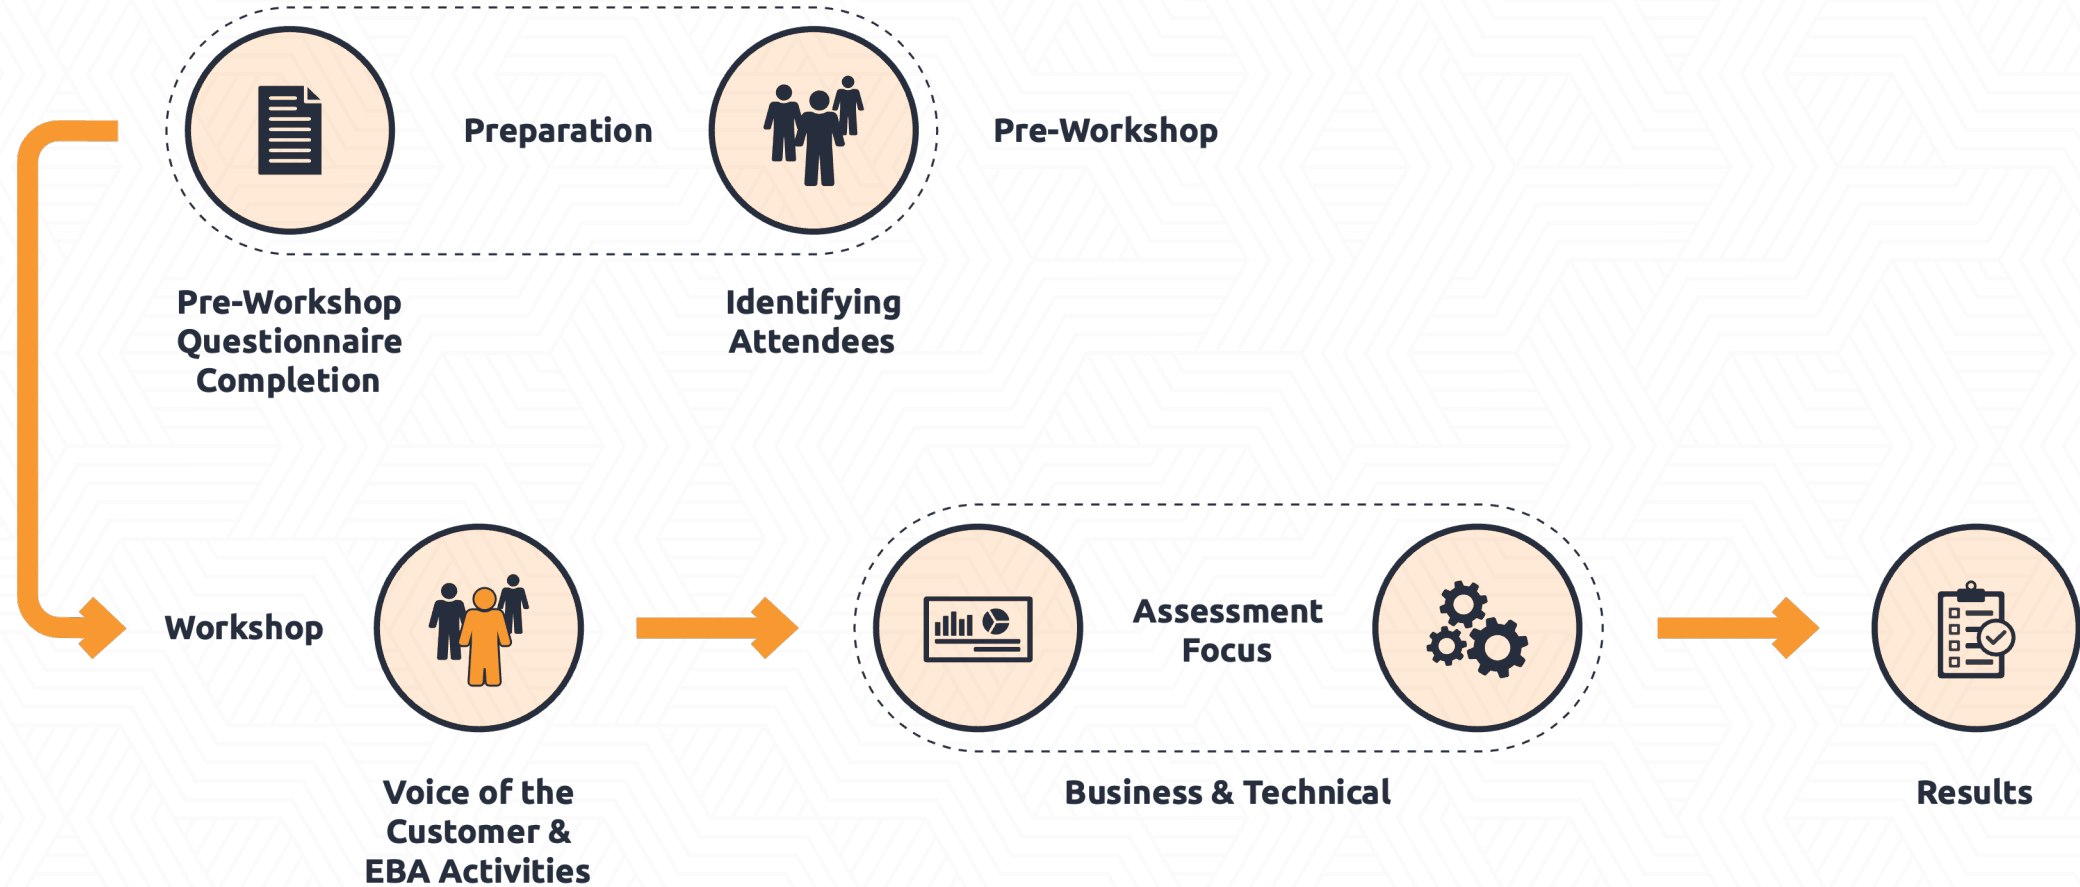 Preparation
Pre-Workshop
Pre-Workshop
Questionnaire
Completion
Identifying
Attendees
Workshop
Voice of the
Customer &
EBA Activities
Assessment
Focus
Business & Technical
Results